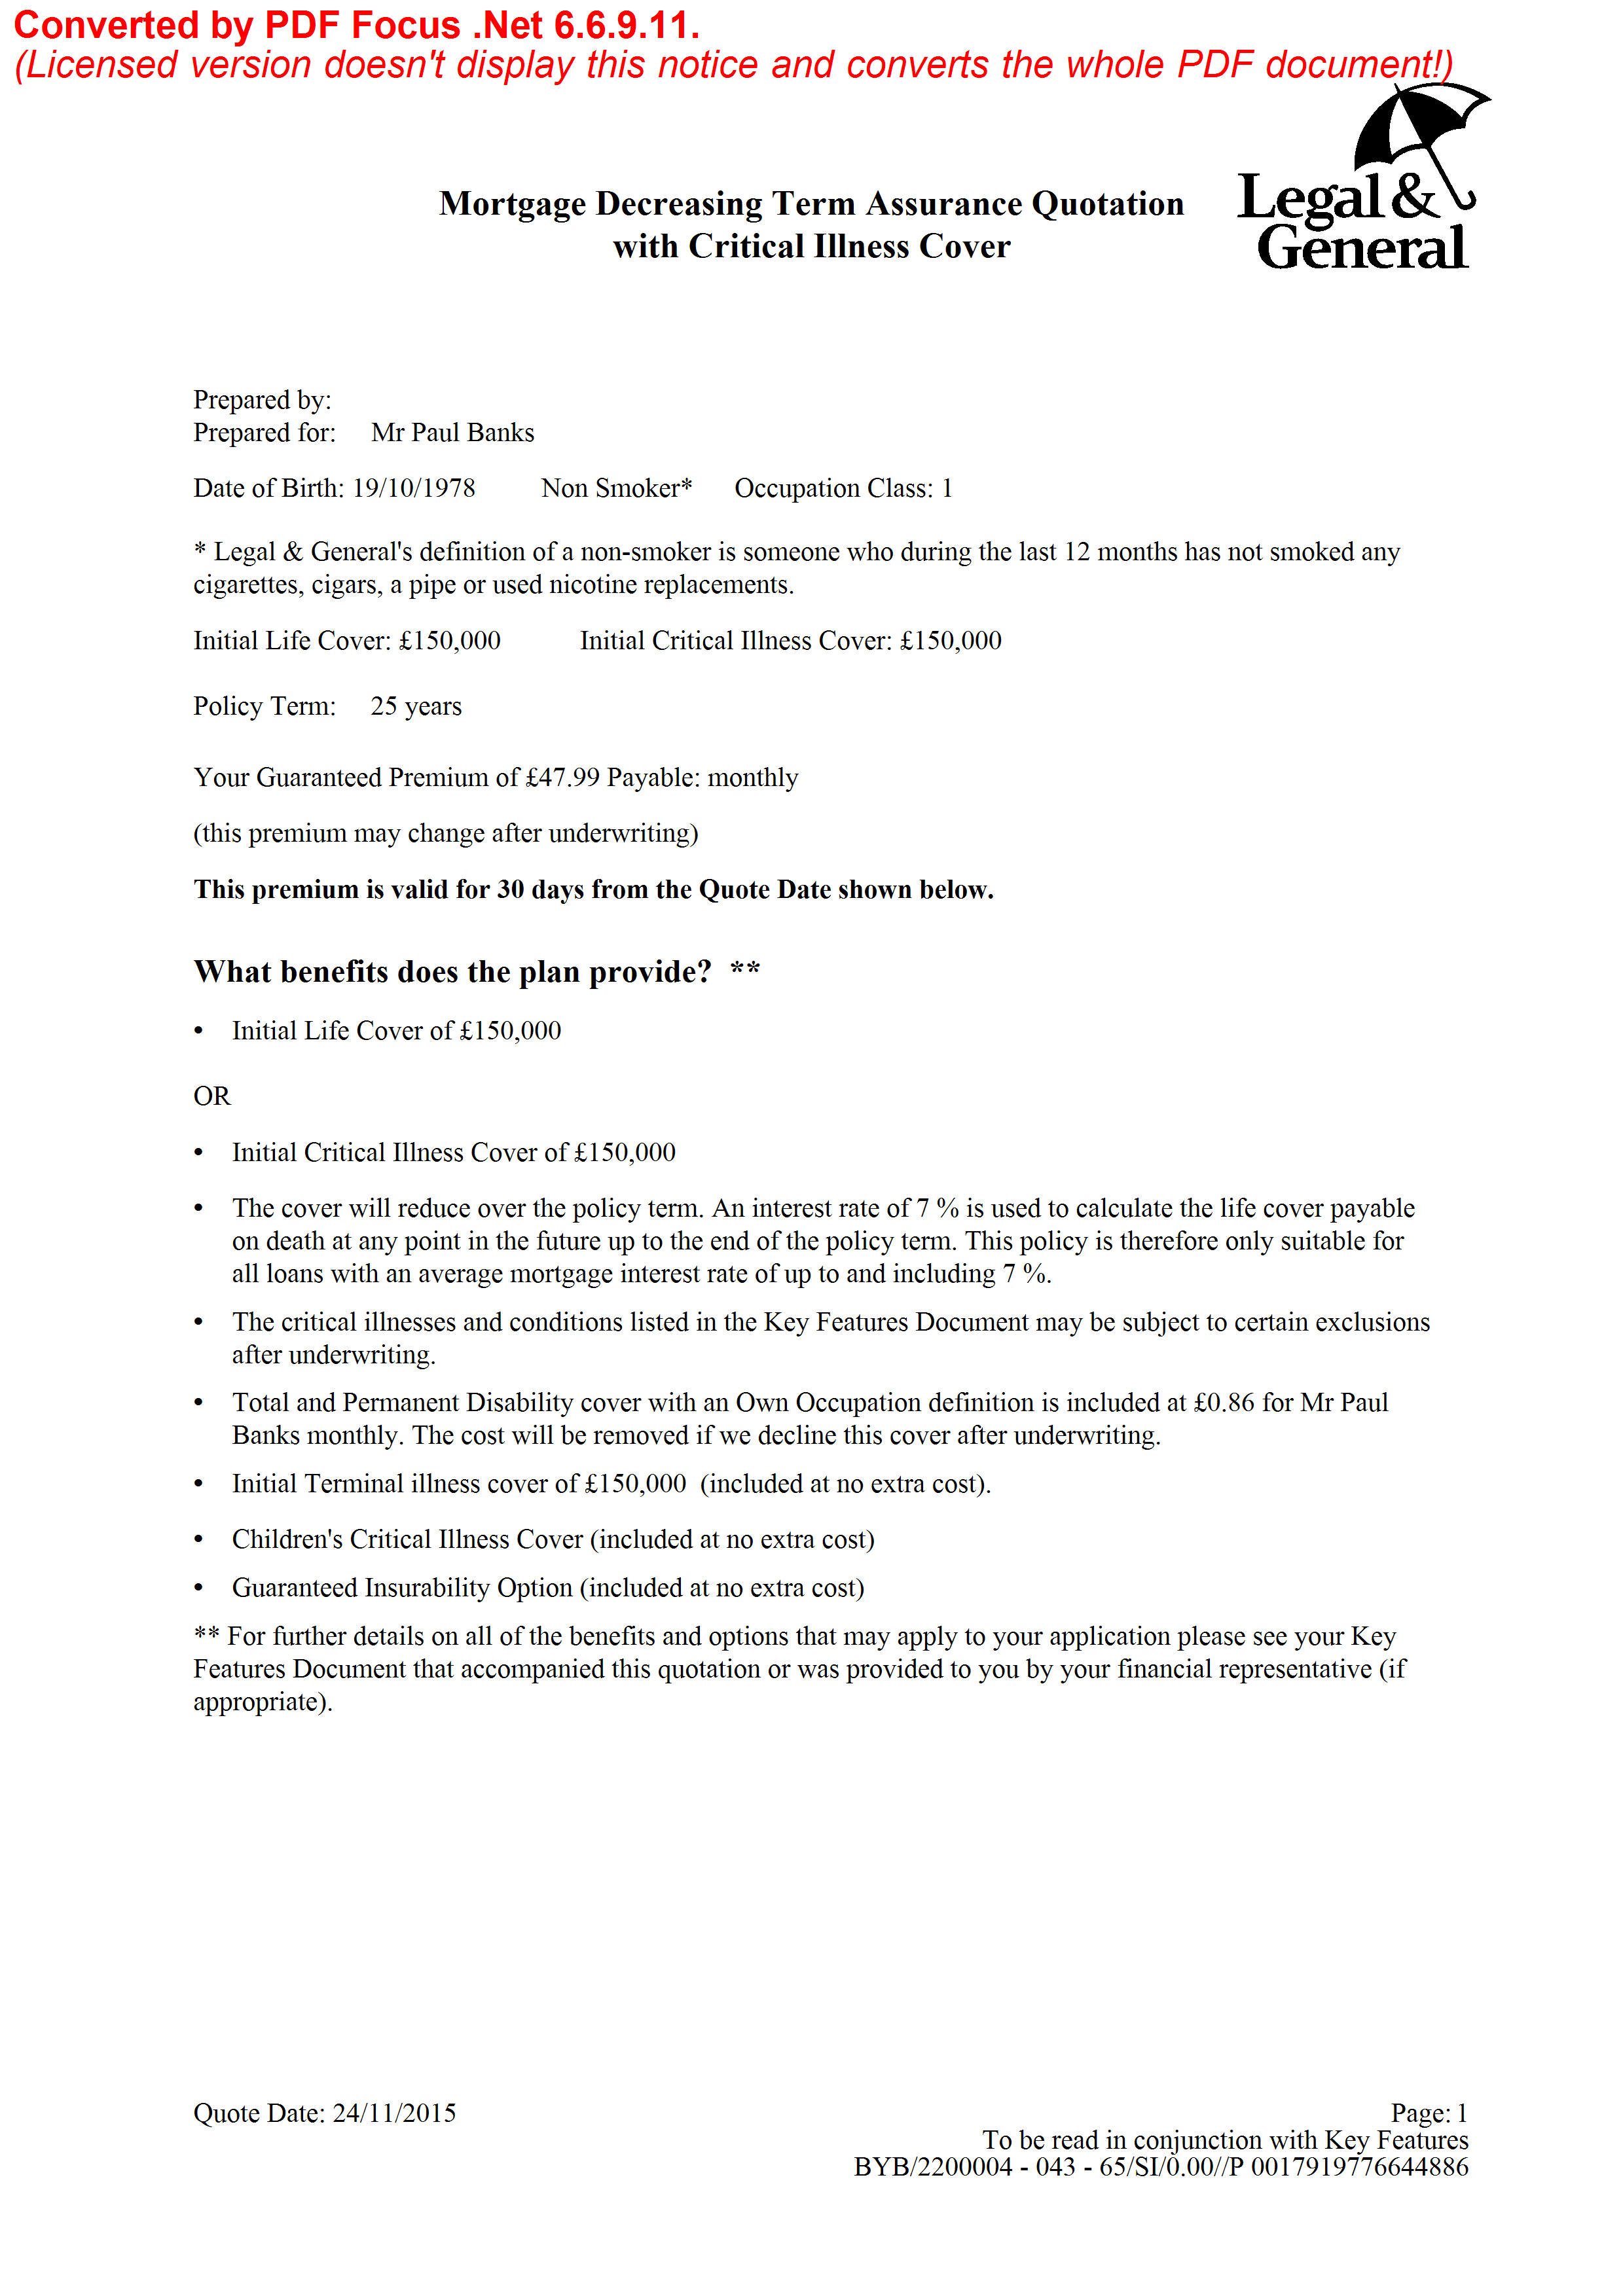 Converted by PDF Focus .Net 6.6.9.11.
(Licensed version doesn't display this notice and converts the whole PDF document!)
Legal &
General
Mortgage Decreasing Term Assurance Quotation
with Critical Illness Cover
Prepared by:
Prepared for: Mr Paul Banks
Date of Birth: 19/10/1978 Non Smoker* Occupation Class: 1
* Legal & General's definition of a non-smoker is someone who during the last 12 months has not smoked any
cigarettes, cigars, a pipe or used nicotine replacements.
Initial Life Cover: £150,000 Initial Critical Illness Cover: £150,000
Policy Term: 25 years
Your Guaranteed Premium of £47.99 Payable: monthly
(this premium may change after underwriting)
This premium is valid for 30 days from the Quote Date shown below.
What benefits does the plan provide? **
• Initial Life Cover of £150,000
OR
• Initial Critical Illness Cover of £150,000
• The cover will reduce over the policy term. An interest rate of 7 % is used to calculate the life cover payable
on death at any point in the future up to the end of the policy term. This policy is therefore only suitable for
all loans with an average mortgage interest rate of up to and including 7 %.
• The critical illnesses and conditions listed in the Key Features Document may be subject to certain exclusions
after underwriting.
• Total and Permanent Disability cover with an Own Occupation definition is included at £0.86 for Mr Paul
Banks monthly. The cost will be removed if we decline this cover after underwriting.
• Initial Terminal illness cover of £150,000 (included at no extra cost).
• Children's Critical Illness Cover (included at no extra cost)
• Guaranteed Insurability Option (included at no extra cost)
** For further details on all of the benefits and options that may apply to your application please see your Key
Features Document that accompanied this quotation or was provided to you by your financial representative (if
appropriate).
Quote Date: 24/11/2015 Page: 1
To be read in conjunction with Key Features
BYB/2200004 - 043 - 65/SI/0.00//P 0017919776644886